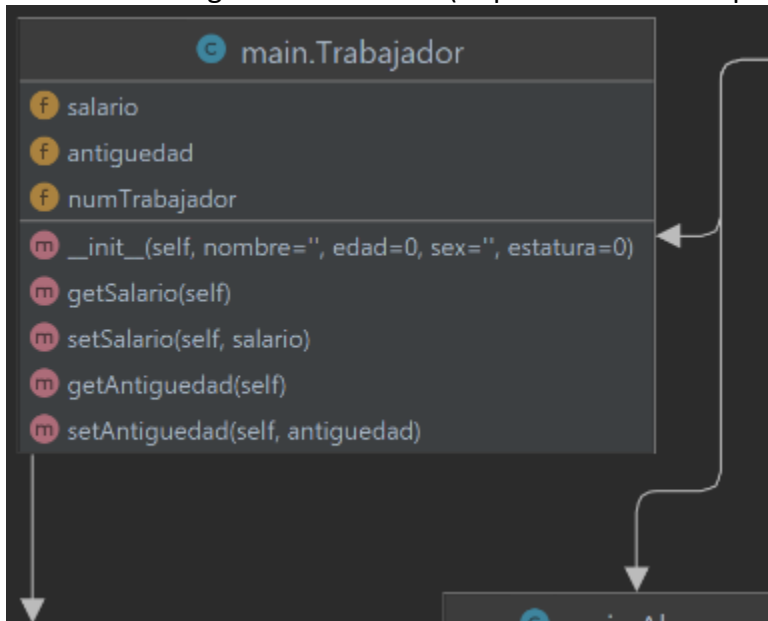 main.Trabajador
salario
antiguedad
numTrabajador
__init__(self, nombre='', edad=0, sex='', estatura=0)
getSalario(self)
setSalario(self, salario)
getAntiguedad(self)
setAntiguedad(self, antiguedad)